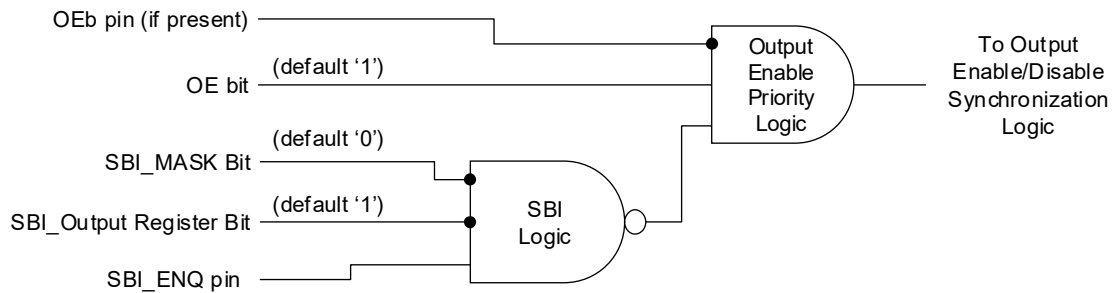 OEb pin (if present)
OE bit
(default ‘1’)
SBI_MASK Bit
(default ‘0’)
SBI_Output Register Bit
(default ‘1’)
SBI_ENQ pin
SBI
Logic
Output
Enable
Priority
Logic
To Output
Enable/Disable
Synchronization
Logic